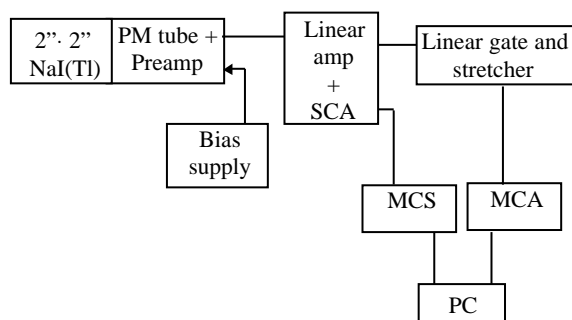 2”· 2”
NaI(Tl)
PM tube +
Preamp
Linear
amp
+
SCA
Linear gate and
stretcher
Bias
supply
MCS
MCA
PC